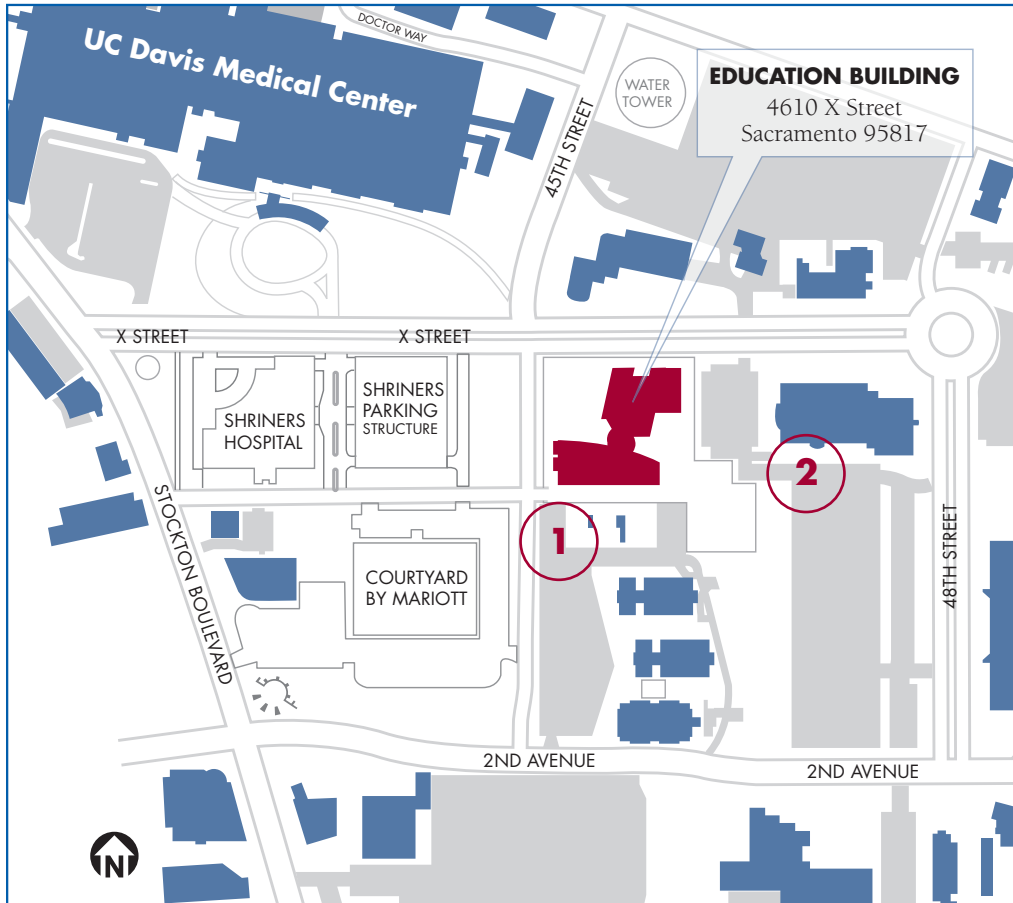 DOCTOR WAY
UC Davis Medical Center
WATER
TOWER
EDUCATION BUILDING
4610 X Street
Sacramento 95817
45TH STREET
X STREET
X STREET
SHRINERS
HOSPITAL
SHRINERS
PARKING
STRUCTURE
2
1
STOCKTON BOULEVARD
COURTYARD
BY MARIOTT
48TH STREET
2ND AVENUE
2ND AVENUE
N